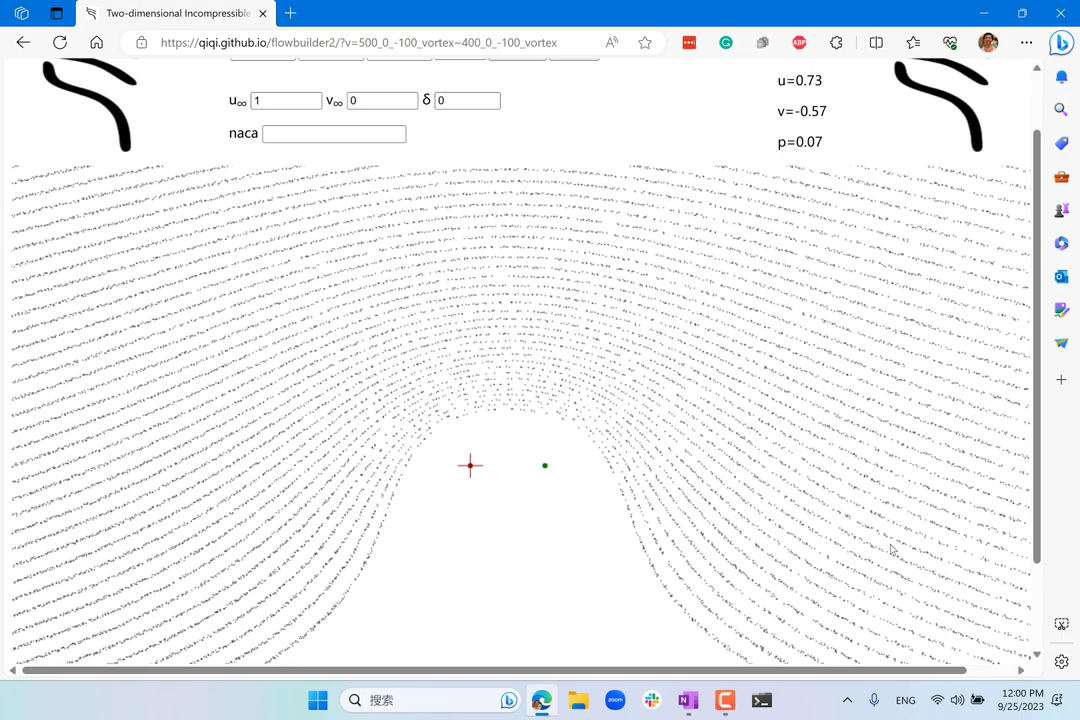 Two-dimensional Incompressible
https://qiqi.github.io/flowbuilder2/?v=500_0_-100_vortex~400_0_-100_vortex
u=0.73
u∞ 1 v∞ 0 δ 0
v=-0.57
naca
p=0.07
搜索
zoom
ENG
12:00 PM
9/25/2023